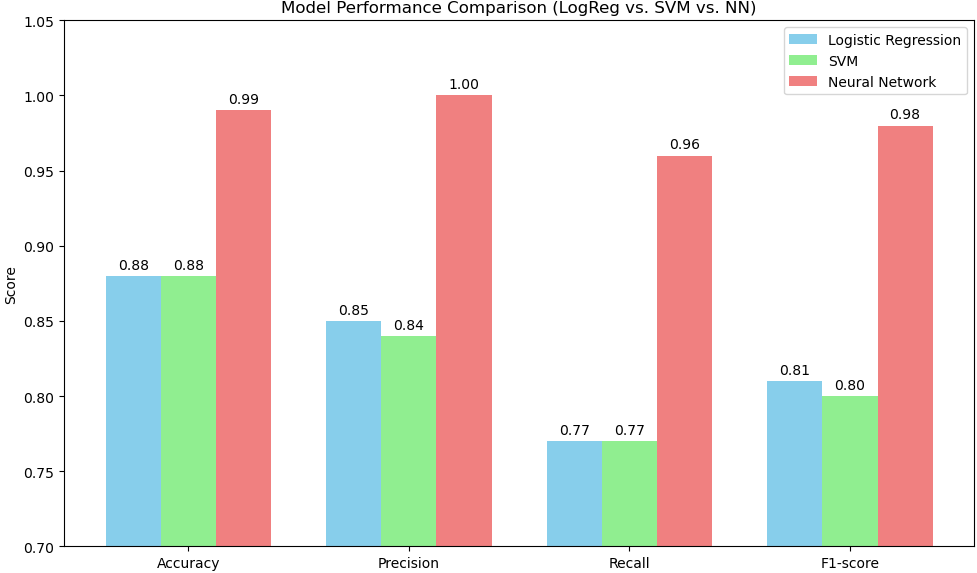 Model Performance Comparison (LogReg vs. SVM vs. NN)
Logistic Regression
SVM
Neural Network
Score
1.05
1.00
0.95
0.90
0.85
0.80
0.75
0.70
0.88
0.88
0.99
0.85
0.84
1.00
0.77
0.77
0.96
0.81
0.80
0.98
Accuracy
Precision
Recall
F1-score